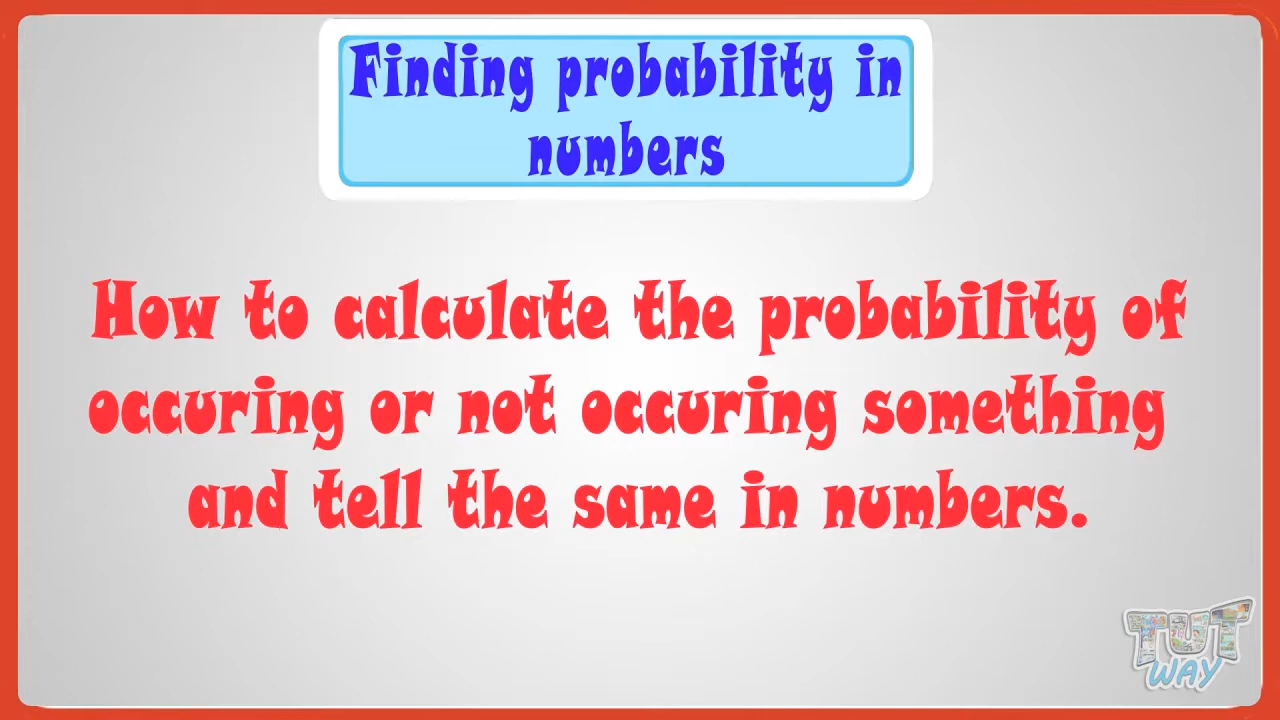 Finding probability in
numbers
How to calculate the probability of
occuring or not occuring something
and tell the same in numbers.
TUT
WAY